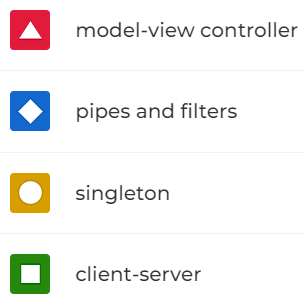 model-view controller
pipes and filters
singleton
client-server